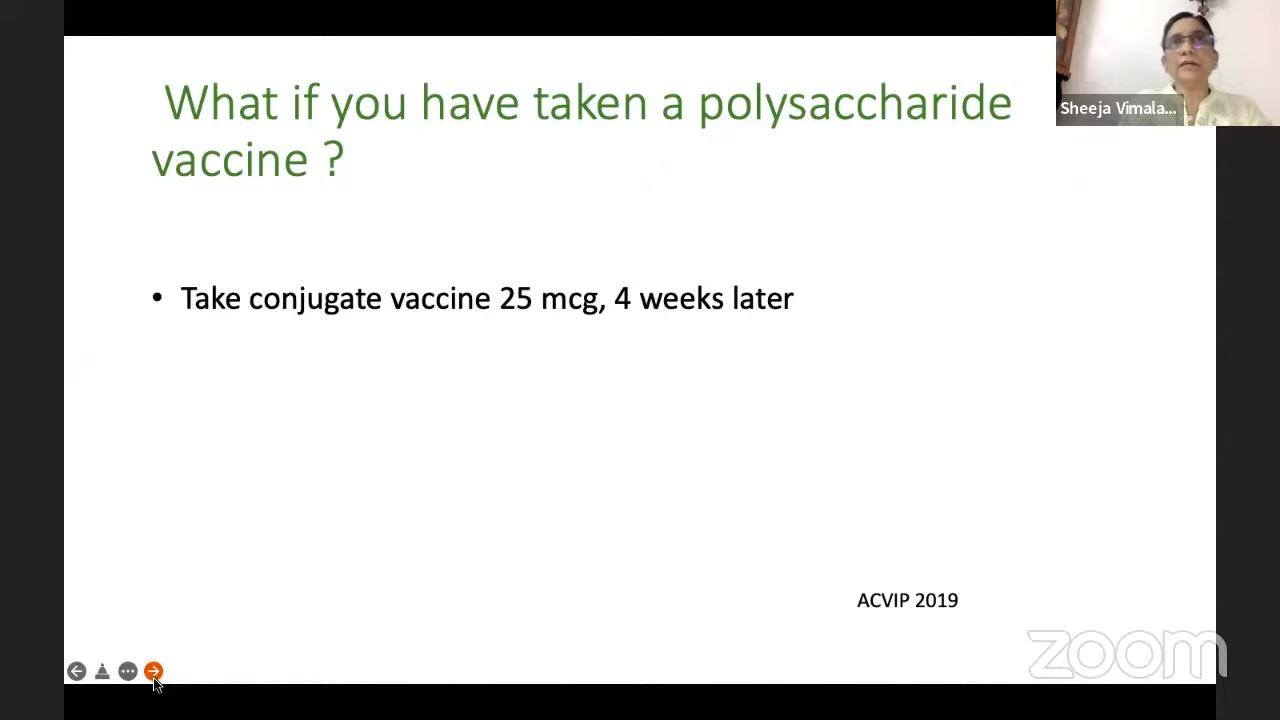 What if you have taken a polysaccharide
vaccine ?
Sheeja Vimala...
• Take conjugate vaccine 25 mcg, 4 weeks later
ACVIP 2019
zoom